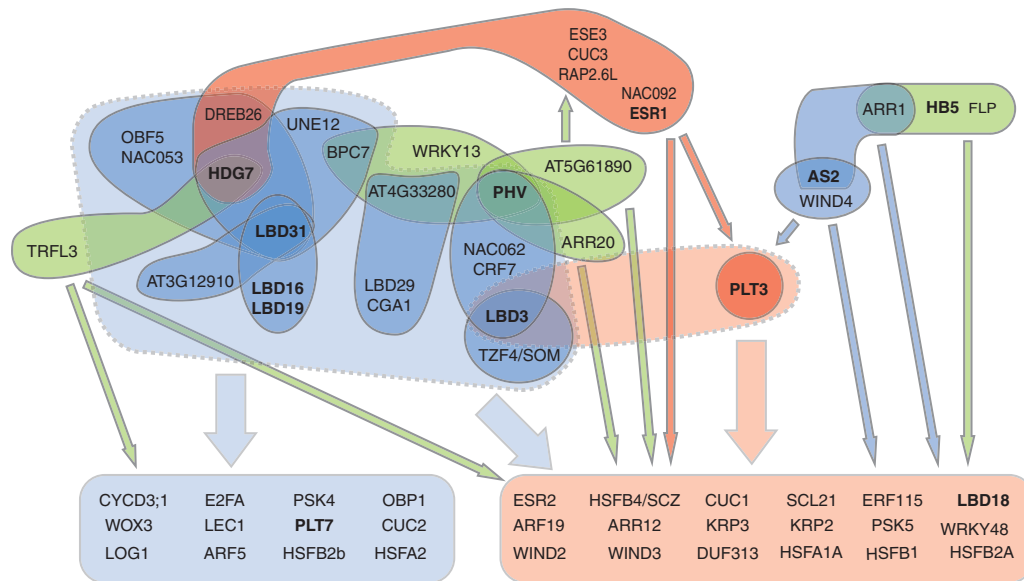 ESE3
CUC3
RAP2.6L
NAC092
ESR1
DREB26
OBF5
NAC053
UNE12
BPC7
WRKY13
HDG7
AT4G33280
PHV
AT5G61890
ARR1
HB5 FLP
AS2
WIND4
TRFL3
LBD31
ARR20
AT3G12910
LBD16
LBD19
LBD29
CGA1
NAC062
CRF7
LBD3
TZF4/SOM
PLT3
CYCD3;1 E2FA PSK4 OBP1
WOX3 LEC1 PLT7 CUC2
LOG1 ARF5 HSFB2b HSFA2
ESR2 HSFB4/SCZ CUC1 SCL21 ERF115 LBD18
ARF19 ARR12 KRP3 KRP2 PSK5 WRKY48
WIND2 WIND3 DUF313 HSFA1A HSFB1 HSFB2A